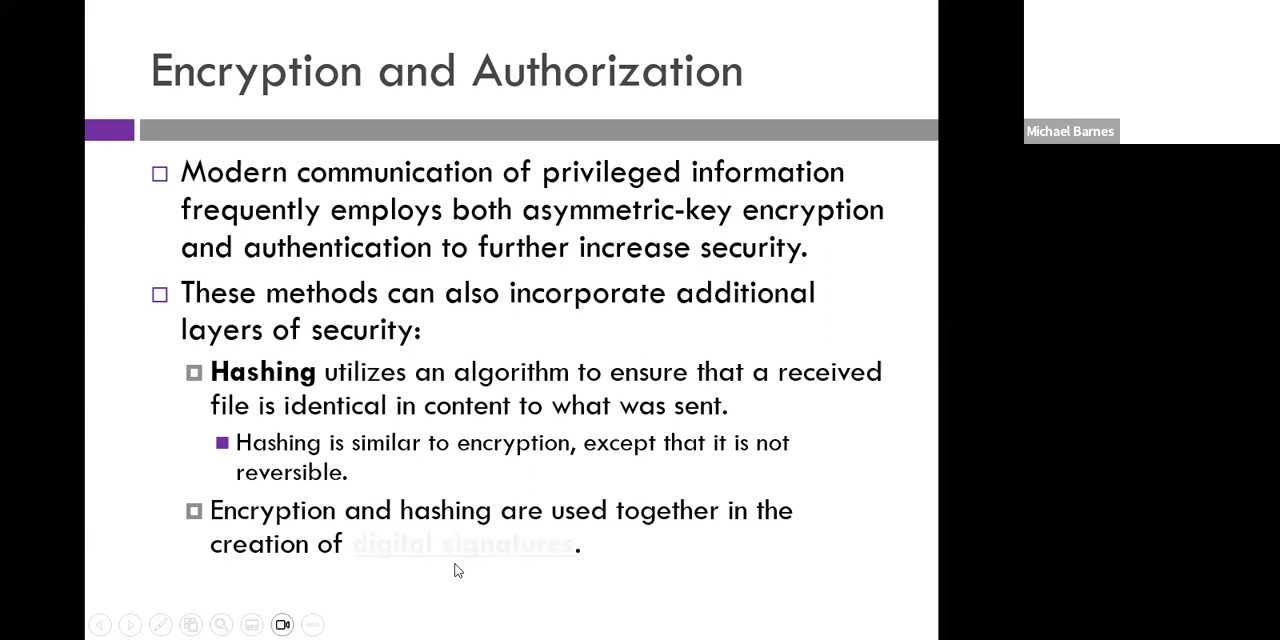 Encryption and Authorization
Michael Barnes
Modern communication of privileged information
frequently employs both asymmetric-key encryption
and authentication to further increase security.
These methods can also incorporate additional
layers of security:
Hashing utilizes an algorithm to ensure that a received
file is identical in content to what was sent.
Hashing is similar to encryption, except that it is not
reversible.
Encryption and hashing are used together in the
creation of digital signatures.